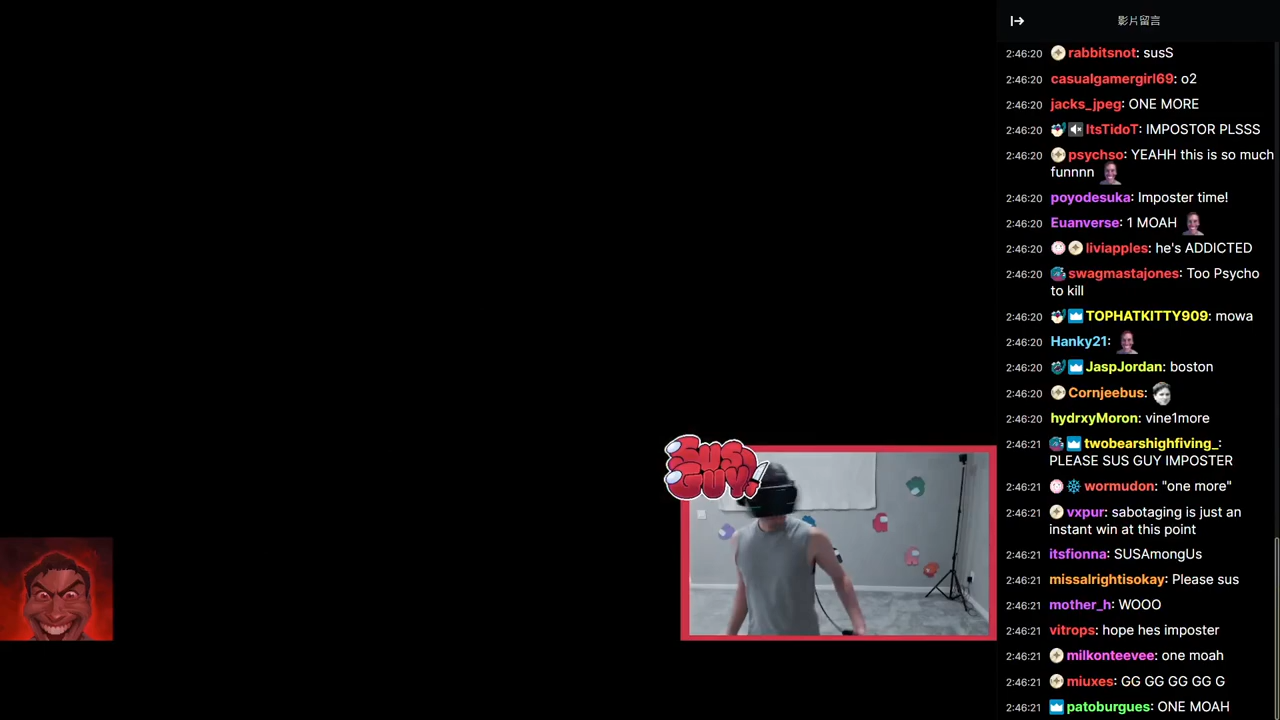 影片留言
2:46:20 rabbitsnot: susS
2:46:20 casualgamergirl69: o2
2:46:20 jacks_jpeg: ONE MORE
2:46:20 ItsTidoT: IMPOSTOR PLSSS
2:46:20 psychso: YEAHH this is so much
funnnn
2:46:20 poyodesuka: Imposter time!
2:46:20 Euanverse: 1 MOAH
2:46:20 liviapples: he's ADDICTED
2:46:20 swagmastajones: Too Psycho
to kill
2:46:20 TOPHATKITTY909: mowa
2:46:20 Hanky21:
2:46:20 JaspJordan: boston
2:46:20 Cornjeebus:
2:46:20 hydrxyMoron: vine1more
2:46:21 twobearshighfiving_:
PLEASE SUS GUY IMPOSTER
2:46:21 wormudon: "one more"
2:46:21 vxpur: sabotaging is just an
instant win at this point
2:46:21 itsfionna: SUSAmongUs
2:46:21 missalrightisokay: Please sus
2:46:21 mother_h: WOOO
2:46:21 vitrops: hope hes imposter
2:46:21 milkonteevee: one moah
2:46:21 miuxes: GG GG GG GG G
2:46:21 patoburgues: ONE MOAH
SUS
GUY!